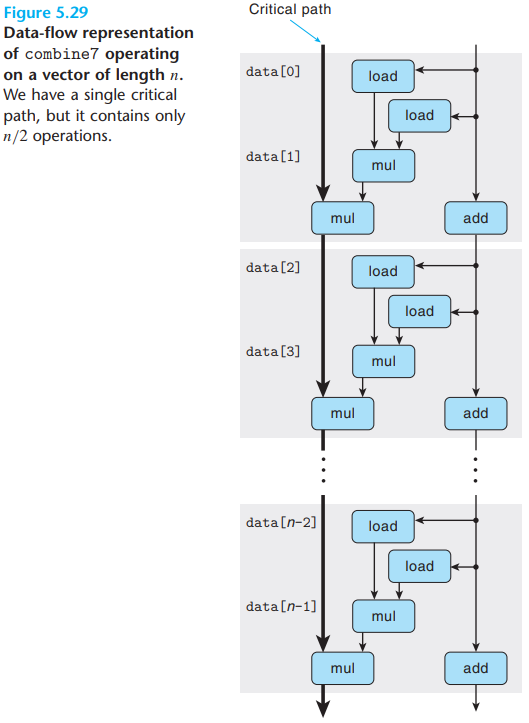 Figure 5.29
Data-flow representation
of combine7 operating
on a vector of length n.
We have a single critical
path, but it contains only
n/2 operations.
Critical path
data[0]
load
load
data[1]
mul
mul
add
data[2]
load
load
data[3]
mul
mul
add
data[n-2]
load
load
data[n-1]
mul
mul
add